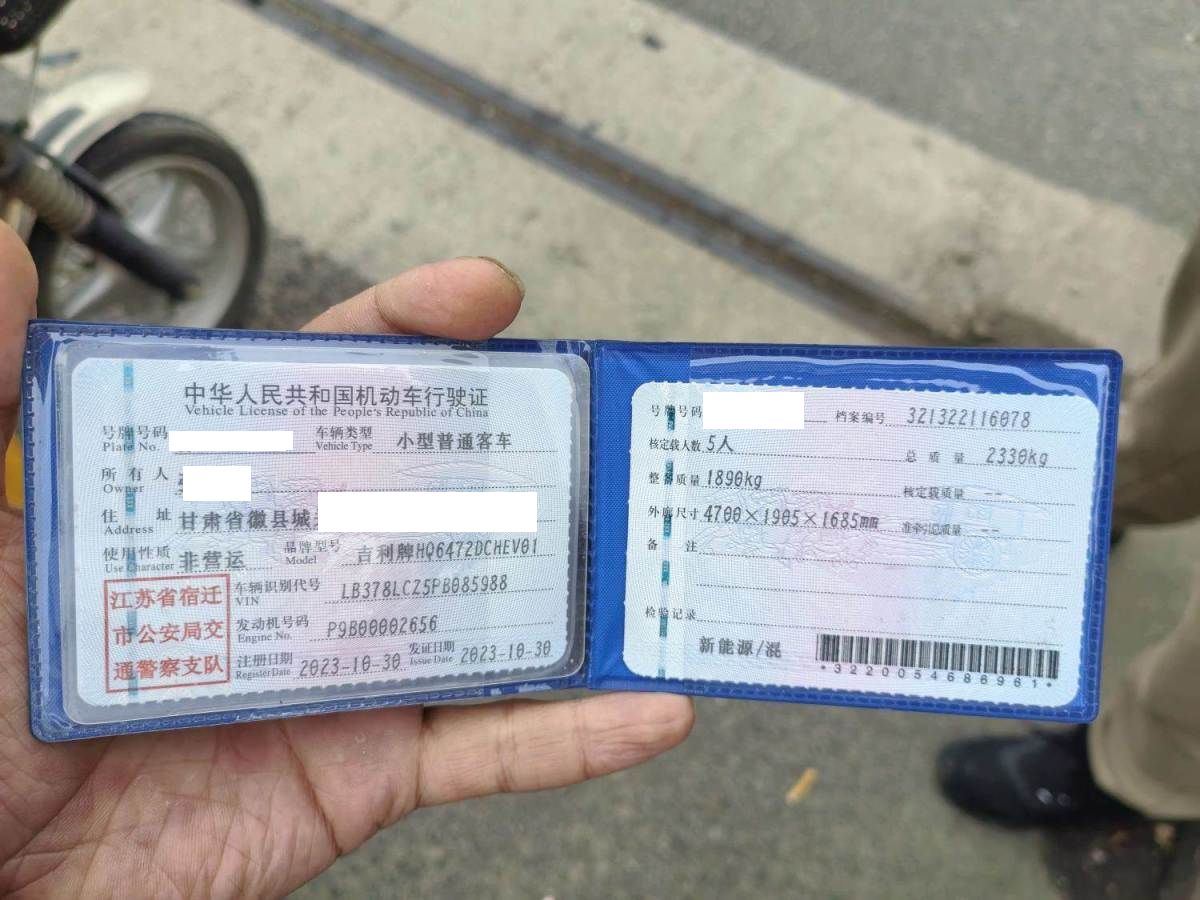 中华人民共和国机动车行驶证
Vehicle License of the People's Republic of China
号牌号码 车辆类型 小型普通客车
Plate No. Vehicle Type
所有人
Owner
住址 甘肃省徽县城
Address
使用性质 非营运 品牌型号 吉利牌HQ6472DCHEV01
Use Character Model
江苏省宿迁
市公安局交
通警察支队
车辆识别代号 LB378LCZ5PB085988
VIN
发动机号码 P9B00002656
Engine No.
注册日期 2023-10-30 发证日期 2023-10-30
Register Date Issue Date
号牌号码 档案编号 321322116078
核定载人数 5人 总质量 2330kg
整备质量 1890kg 核定载质量 --
外廓尺寸 4700×1905×1685mm 准牵引总质量 --
备注
检验记录
新能源/混
*3220054686961*